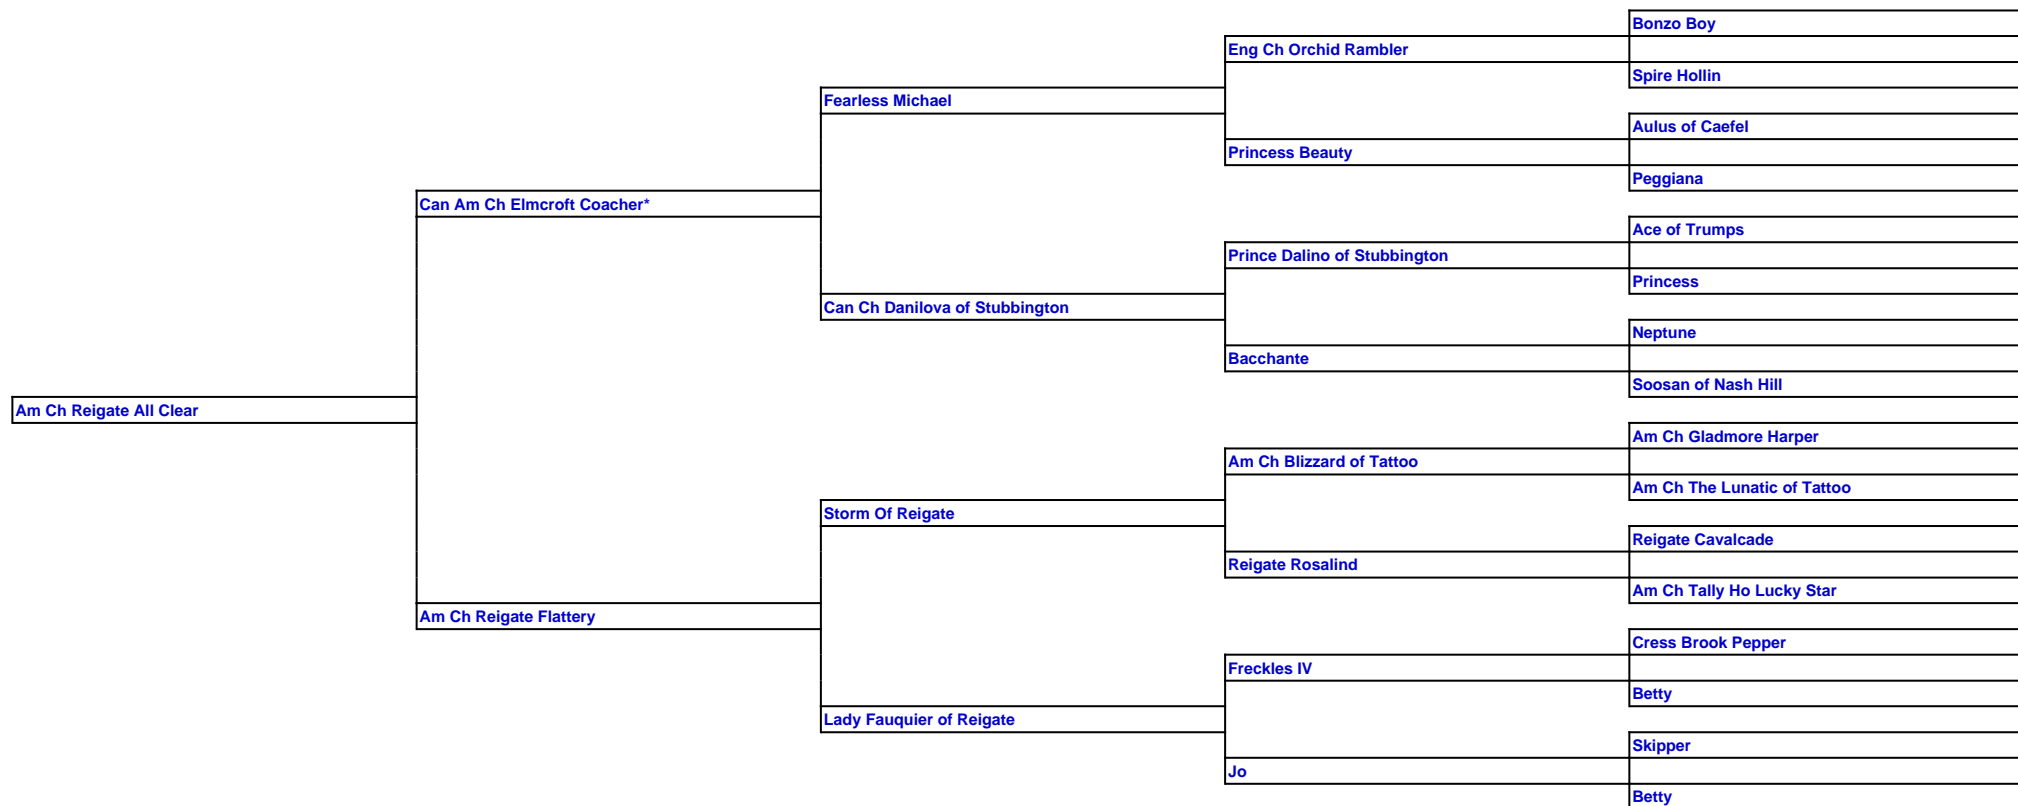 Bonzo Boy
Eng Ch Orchid Rambler
Spire Hollin
Fearless Michael
Aulus of Caefel
Princess Beauty
Peggiana
Can Am Ch Elmcroft Coacher*
Ace of Trumps
Prince Dalino of Stubbington
Princess
Can Ch Danilova of Stubbington
Neptune
Bacchante
Soosan of Nash Hill
Am Ch Reigate All Clear
Am Ch Gladmore Harper
Am Ch Blizzard of Tattoo
Am Ch The Lunatic of Tattoo
Storm Of Reigate
Reigate Cavalcade
Reigate Rosalind
Am Ch Tally Ho Lucky Star
Am Ch Reigate Flattery
Cress Brook Pepper
Freckles IV
Betty
Lady Fauquier of Reigate
Skipper
Jo
Betty